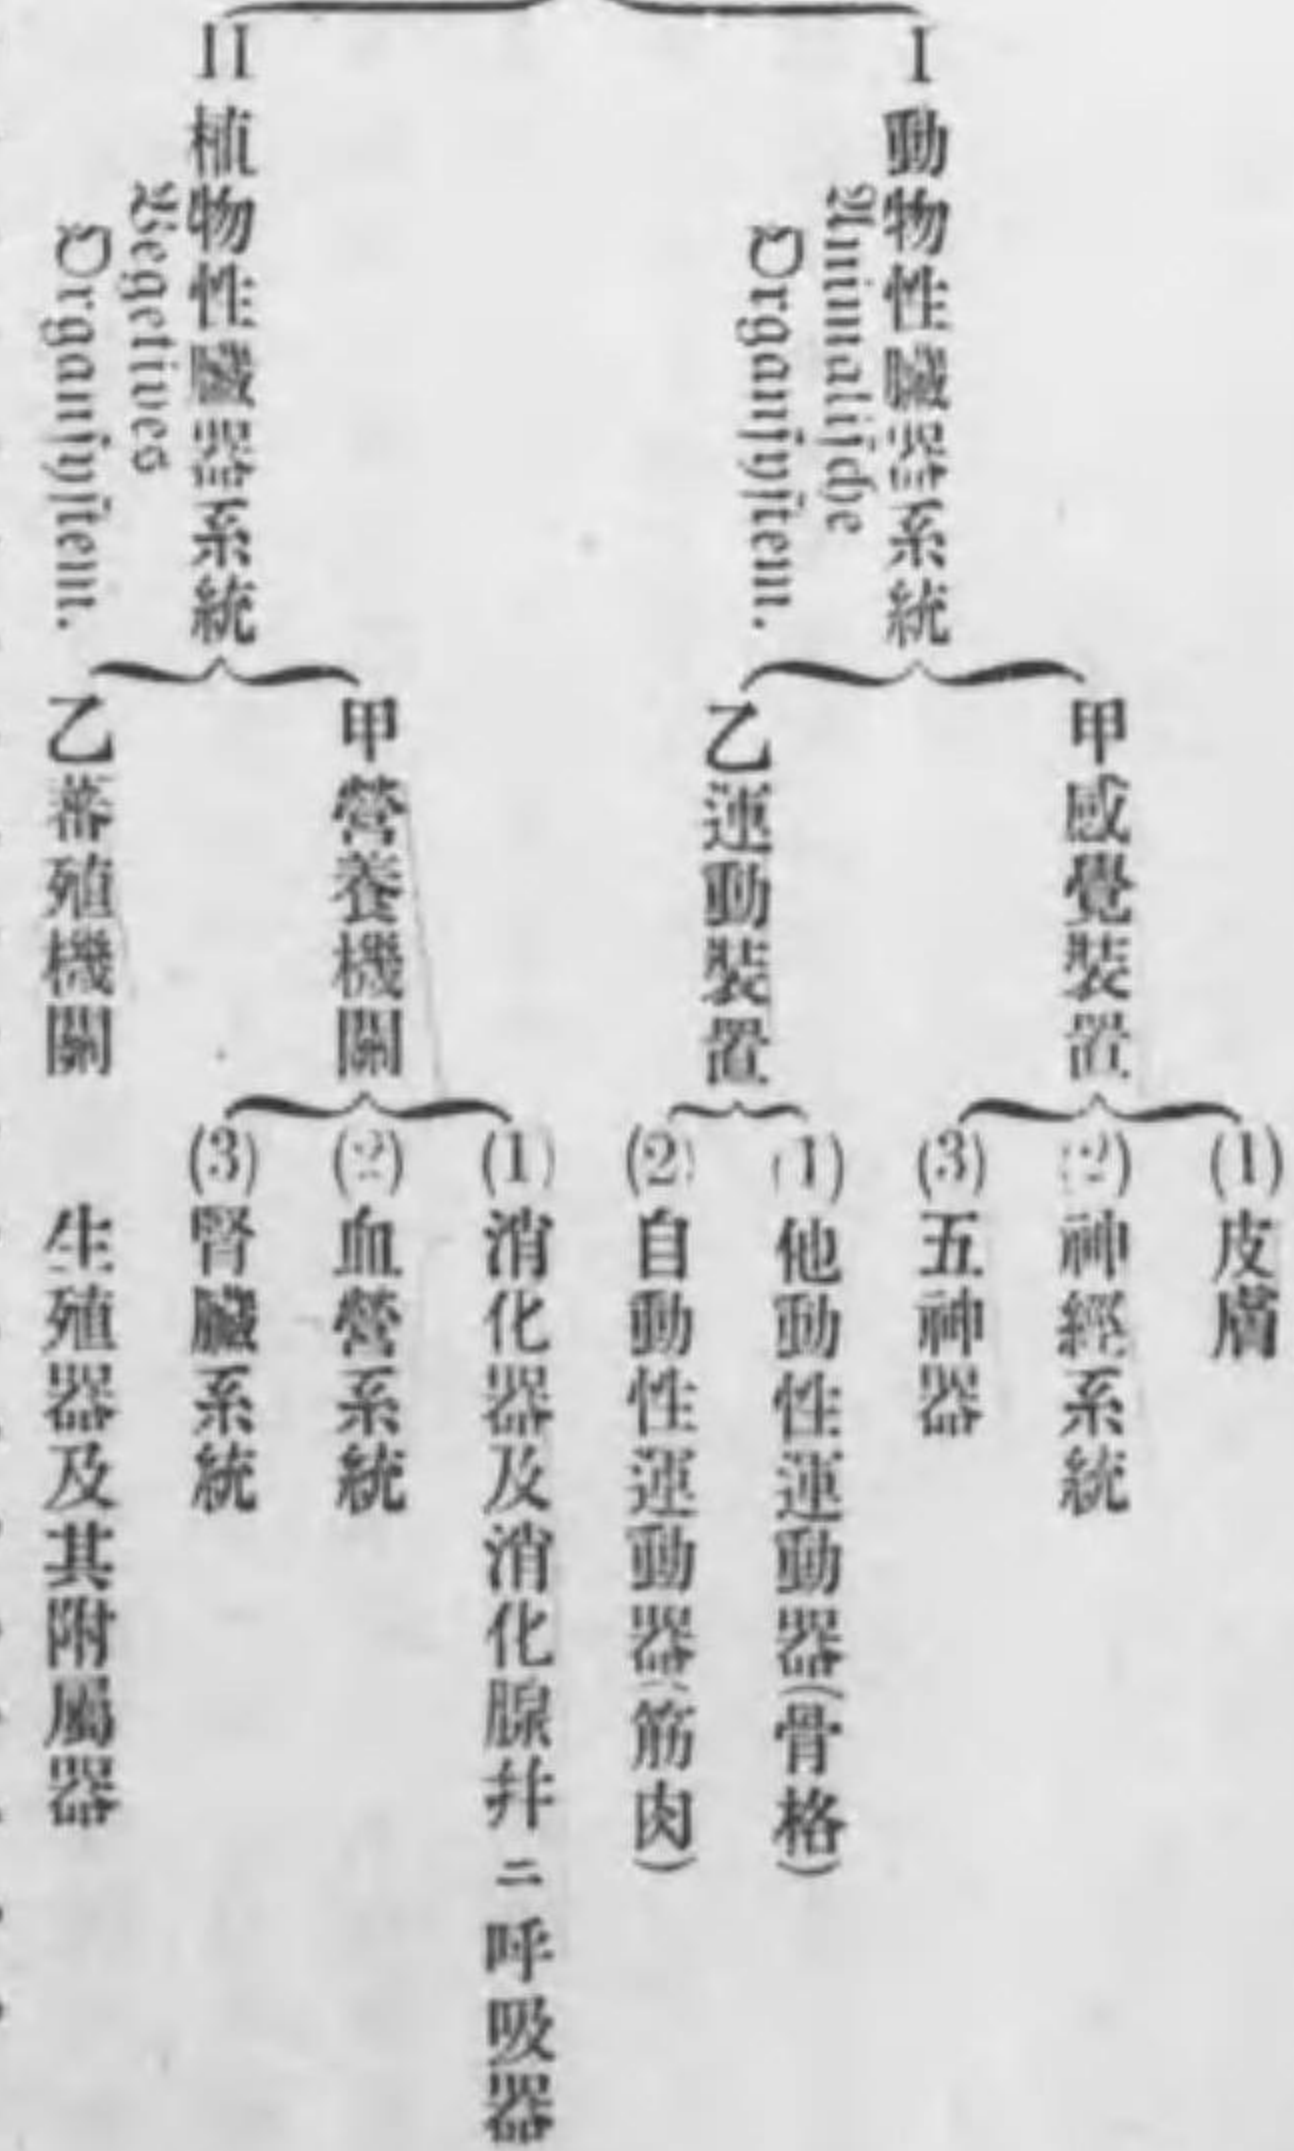 I 動物性臟器系統
Animalische
Organsystem.
甲 感覺裝置
(1) 皮膚
(2) 神經系統
(3) 五神器
乙 運動裝置
(1) 他動性運動器(骨格)
(2) 自動性運動器(筋肉)
II 植物性臟器系統
Vegetives
Organsystem.
甲 營養機關
(1) 消化器及消化腺幷ニ呼吸器
(2) 血營系統
(3) 腎臟系統
乙 蕃殖機關
生殖器及其附屬器